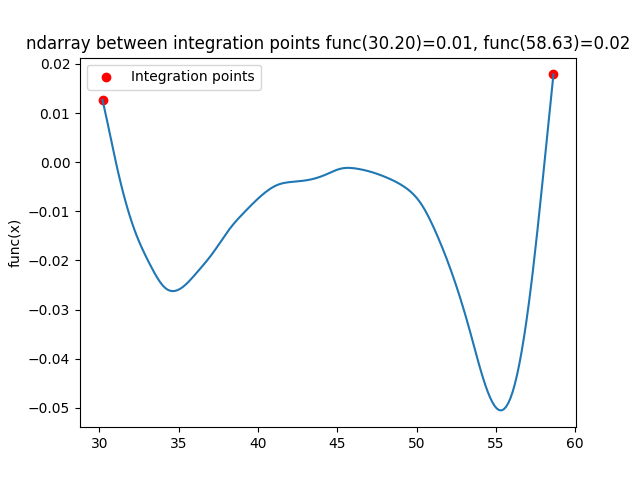 ndarray between integration points func(30.20)=0.01, func(58.63)=0.02
Integration points
func(x)
0.02
0.01
0.00
−0.01
−0.02
−0.03
−0.04
−0.05
30 35 40 45 50 55 60